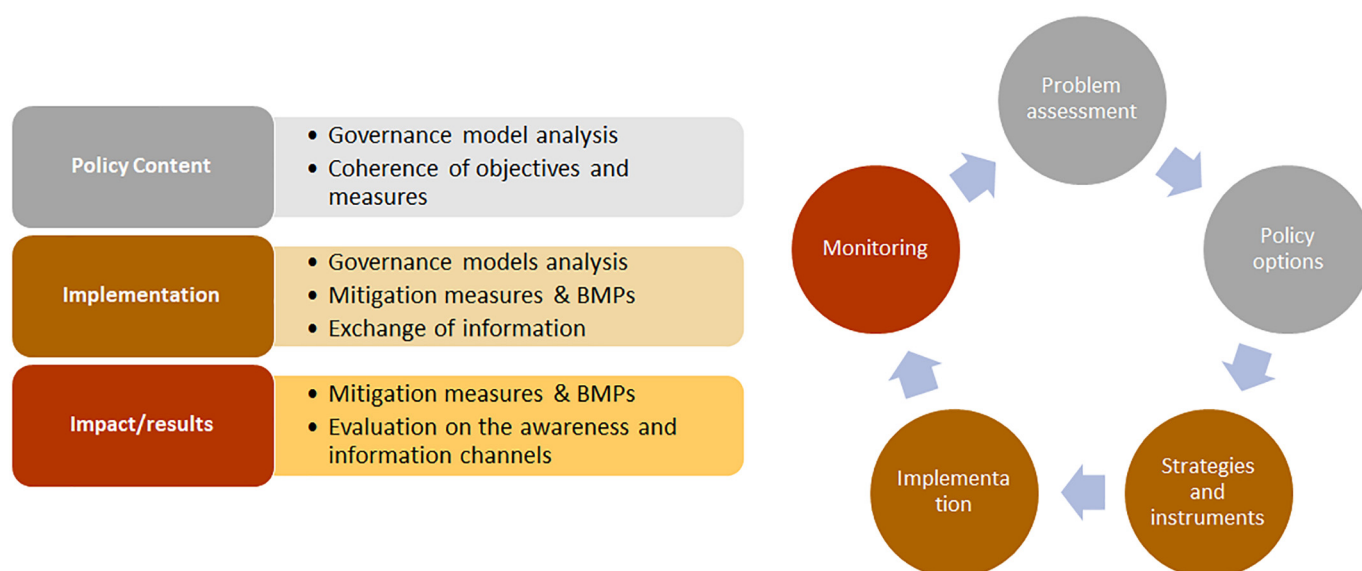 Policy Content
• Governance model analysis
• Coherence of objectives and
measures
Implementation
• Governance models analysis
• Mitigation measures & BMPs
• Exchange of information
Impact/results
• Mitigation measures & BMPs
• Evaluation on the awareness and
information channels
Problem
assessment
Policy
options
Strategies
and
instruments
Implementa
tion
Monitoring